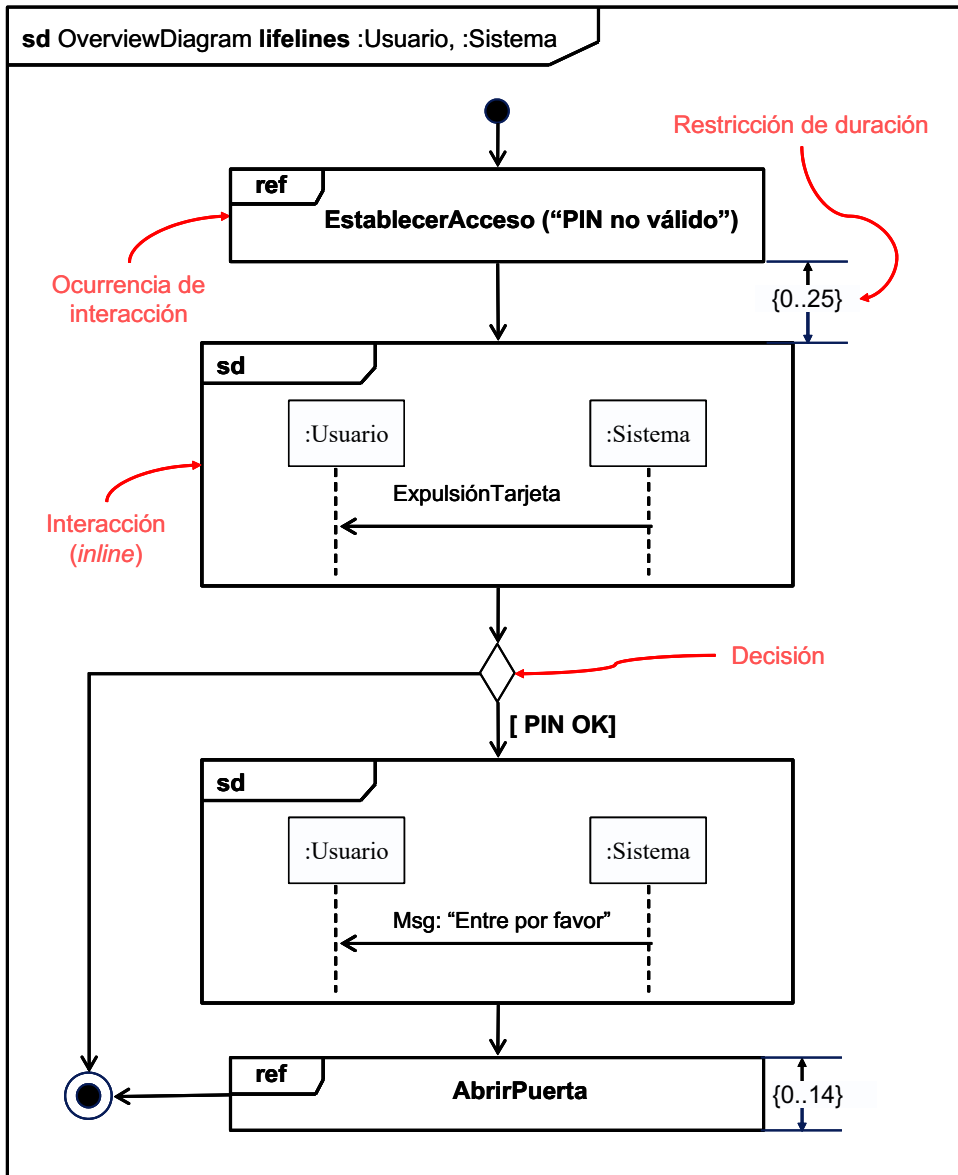 sd OverviewDiagram lifelines :Usuario, :Sistema
Restricción de duración
ref
EstablecerAcceso (“PIN no válido”)
Ocurrencia de
interacción
{0..25}
sd
:Usuario
:Sistema
ExpulsiónTarjeta
Interacción
(inline)
Decisión
[ PIN OK]
sd
:Usuario
:Sistema
Msg: “Entre por favor”
ref
AbrirPuerta
{0..14}